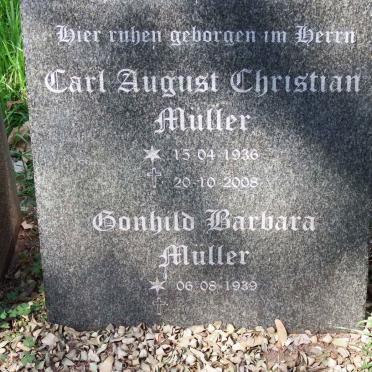 Hier ruhen geborgen im Herrn
Carl August Christian
Müller
15-04-1936
20-10-2008
Gonhild Barbara
Müller
06-08-1939